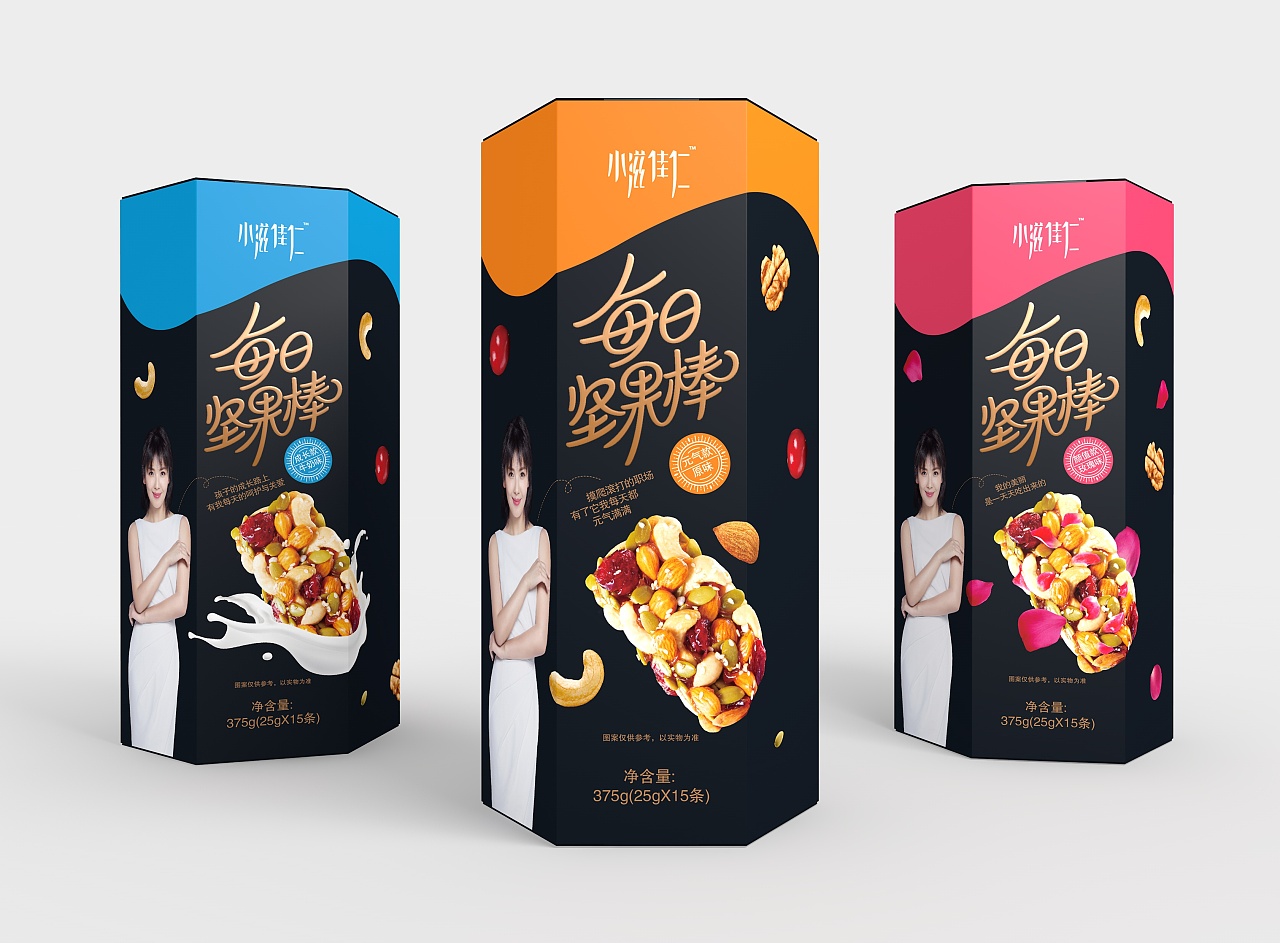 小滋佳仁™
每日
坚果棒
成长款
牛奶味
孩子的成长路上
有我每天的呵护与关爱
图案仅供参考，以实物为准
净含量:
375g(25gX15条)
小滋佳仁™
每日
坚果棒
元气款
原味
摸爬滚打的职场
有了它我每天都
元气满满
图案仅供参考，以实物为准
净含量:
375g(25gX15条)
小滋佳仁™
每日
坚果棒
颜值款
玫瑰味
我的美丽
是一天天吃出来的
图案仅供参考，以实物为准
净含量:
375g(25gX15条)